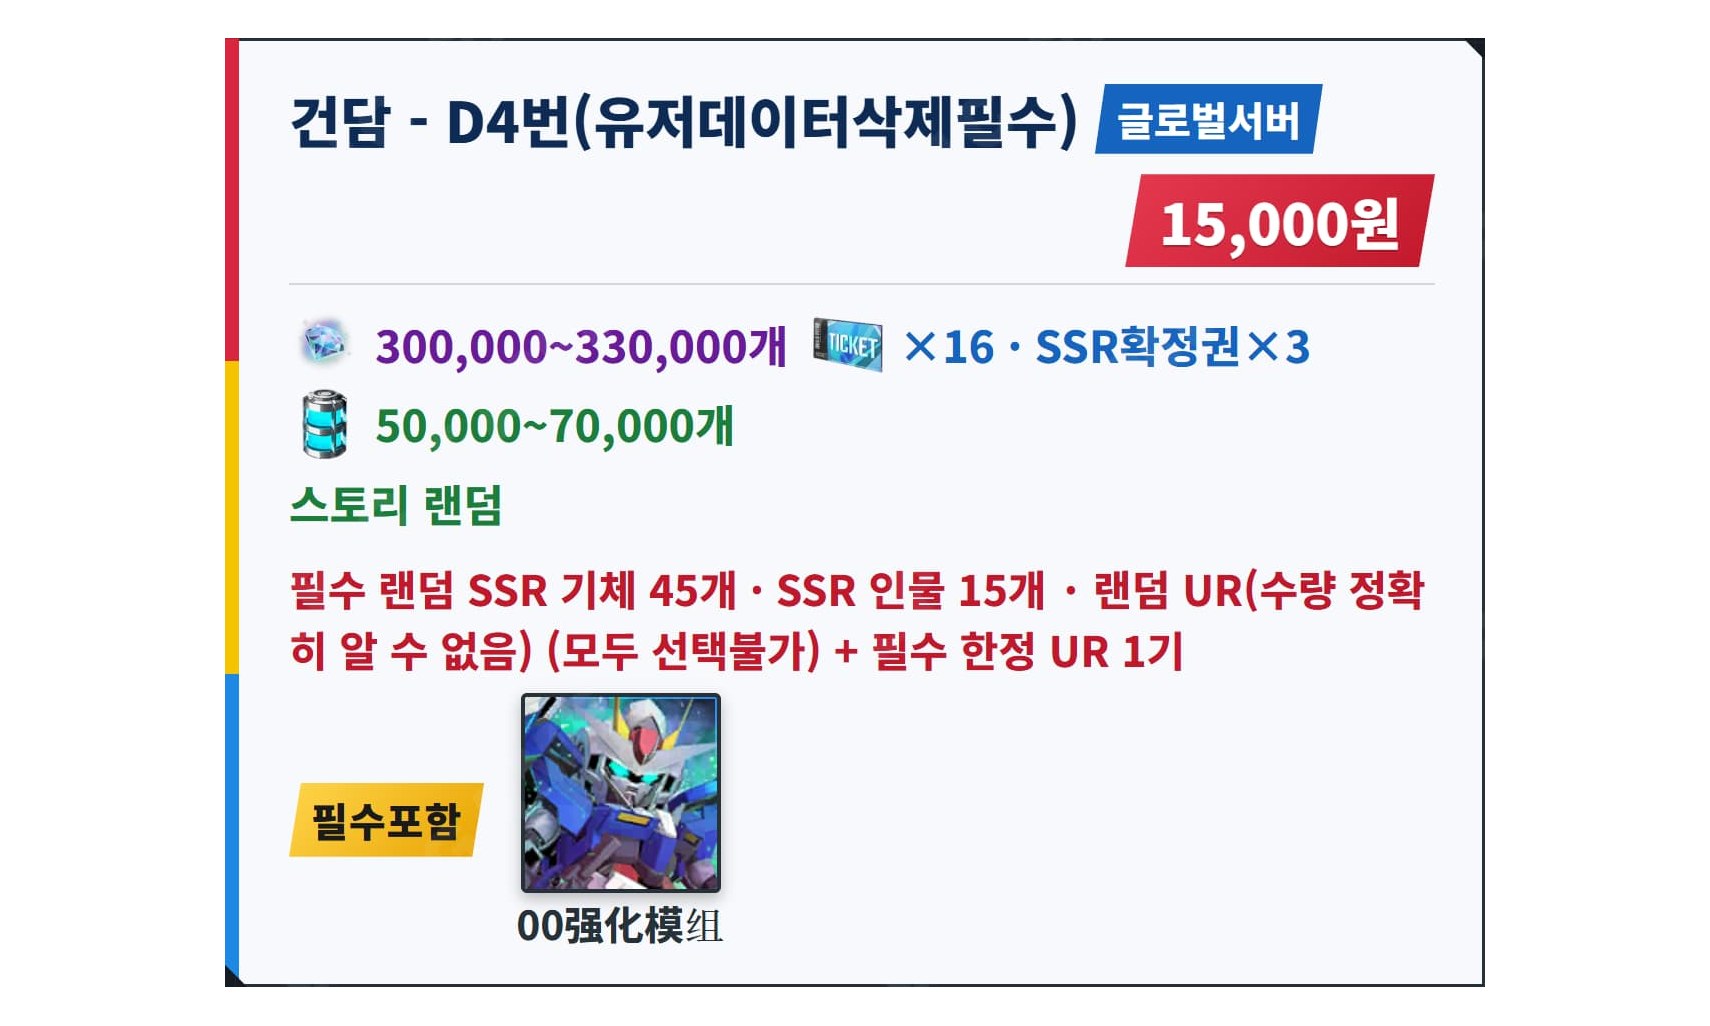 건담 - D4번(유저데이터삭제필수) 글로벌서버
15,000원
300,000~330,000개 TICKET ×16 · SSR확정권×3
50,000~70,000개
스토리 랜덤
필수 랜덤 SSR 기체 45개 · SSR 인물 15개 · 랜덤 UR(수량 정확
히 알 수 없음) (모두 선택불가) + 필수 한정 UR 1기
필수포함
00强化模组